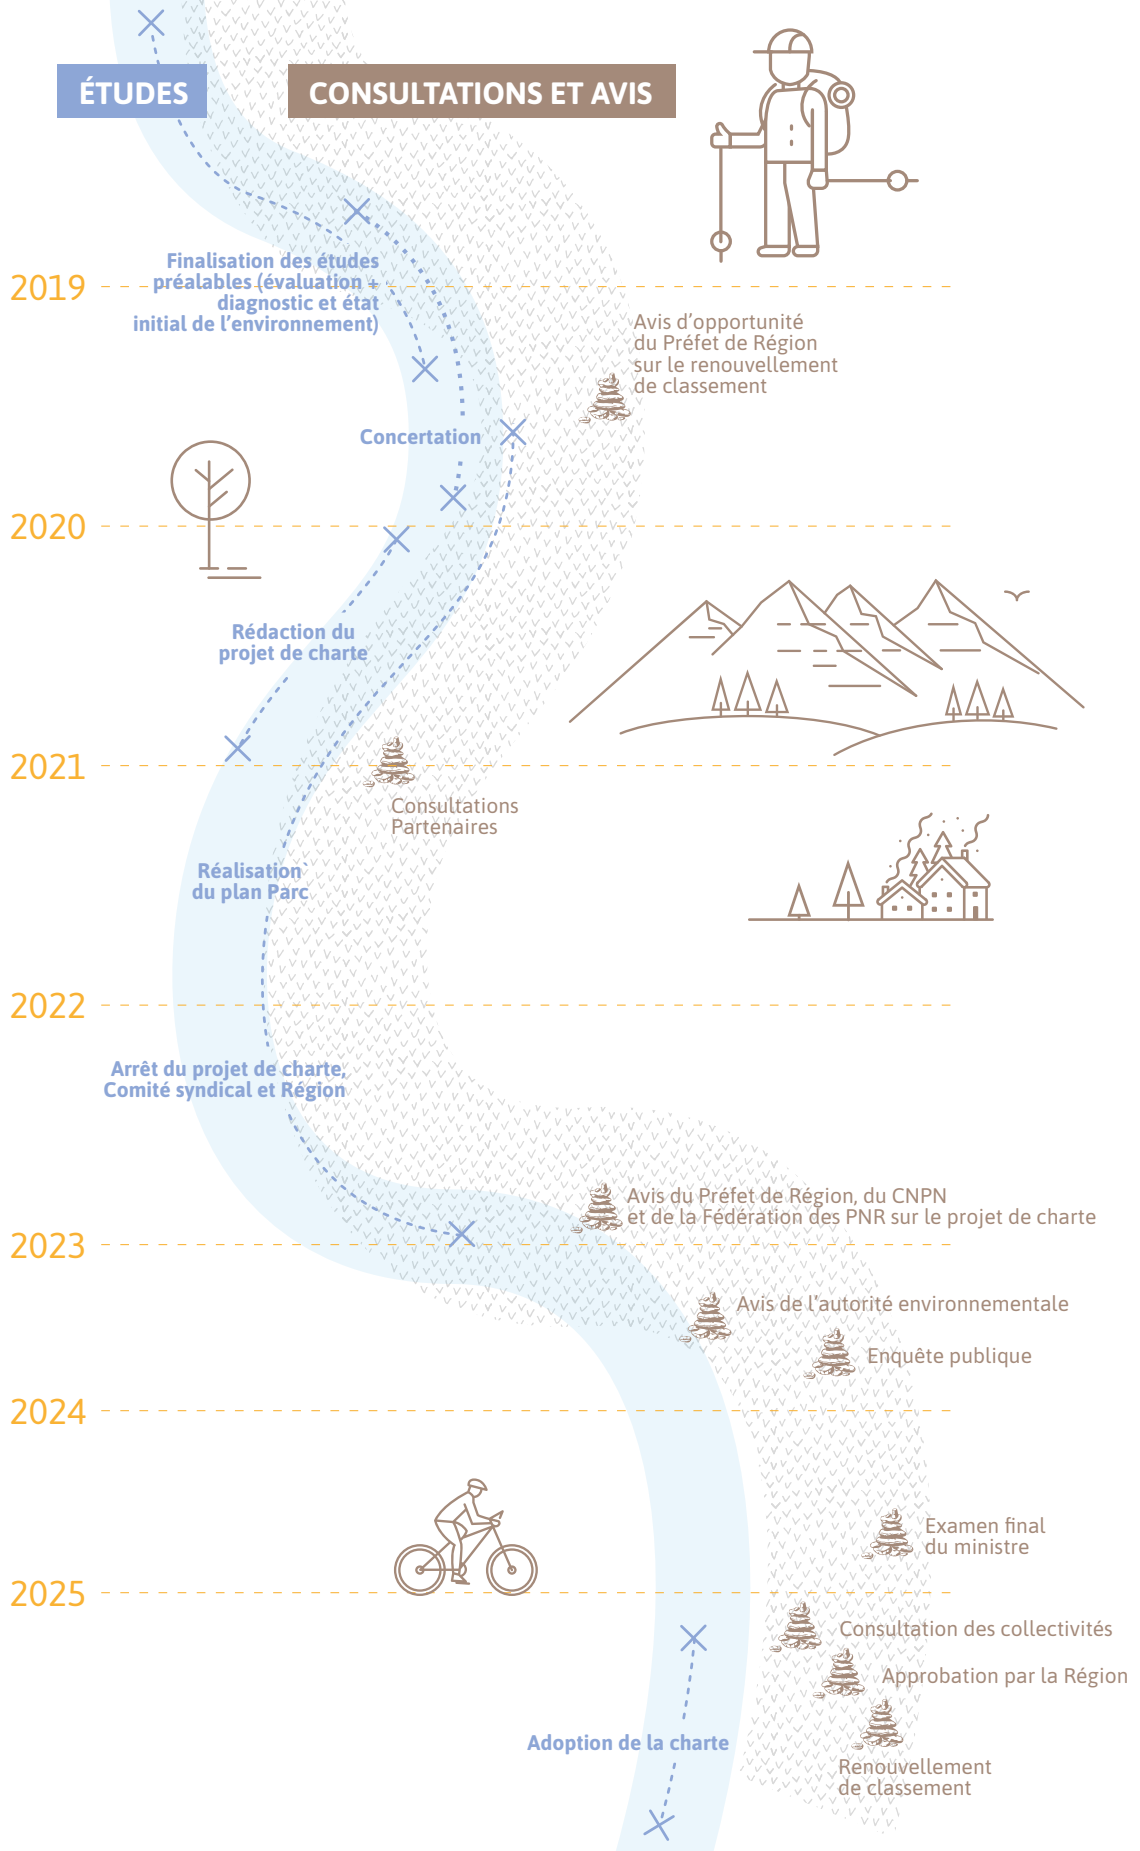 ÉTUDES
CONSULTATIONS ET AVIS
Finalisation des études
préalables (évaluation +
diagnostic et état
initial de l'environnement)
2019
Avis d'opportunité
du Préfet de Région
sur le renouvellement
de classement
Concertation
2020
Rédaction du
projet de charte
2021
Consultations
Partenaires
Réalisation
du plan Parc
2022
Arrêt du projet de charte,
Comité syndical et Région
Avis du Préfet de Région, du CNPN
et de la Fédération des PNR sur le projet de charte
2023
Avis de l'autorité environnementale
Enquête publique
2024
Examen final
du ministre
2025
Consultation des collectivités
Approbation par la Région
Adoption de la charte
Renouvellement
de classement